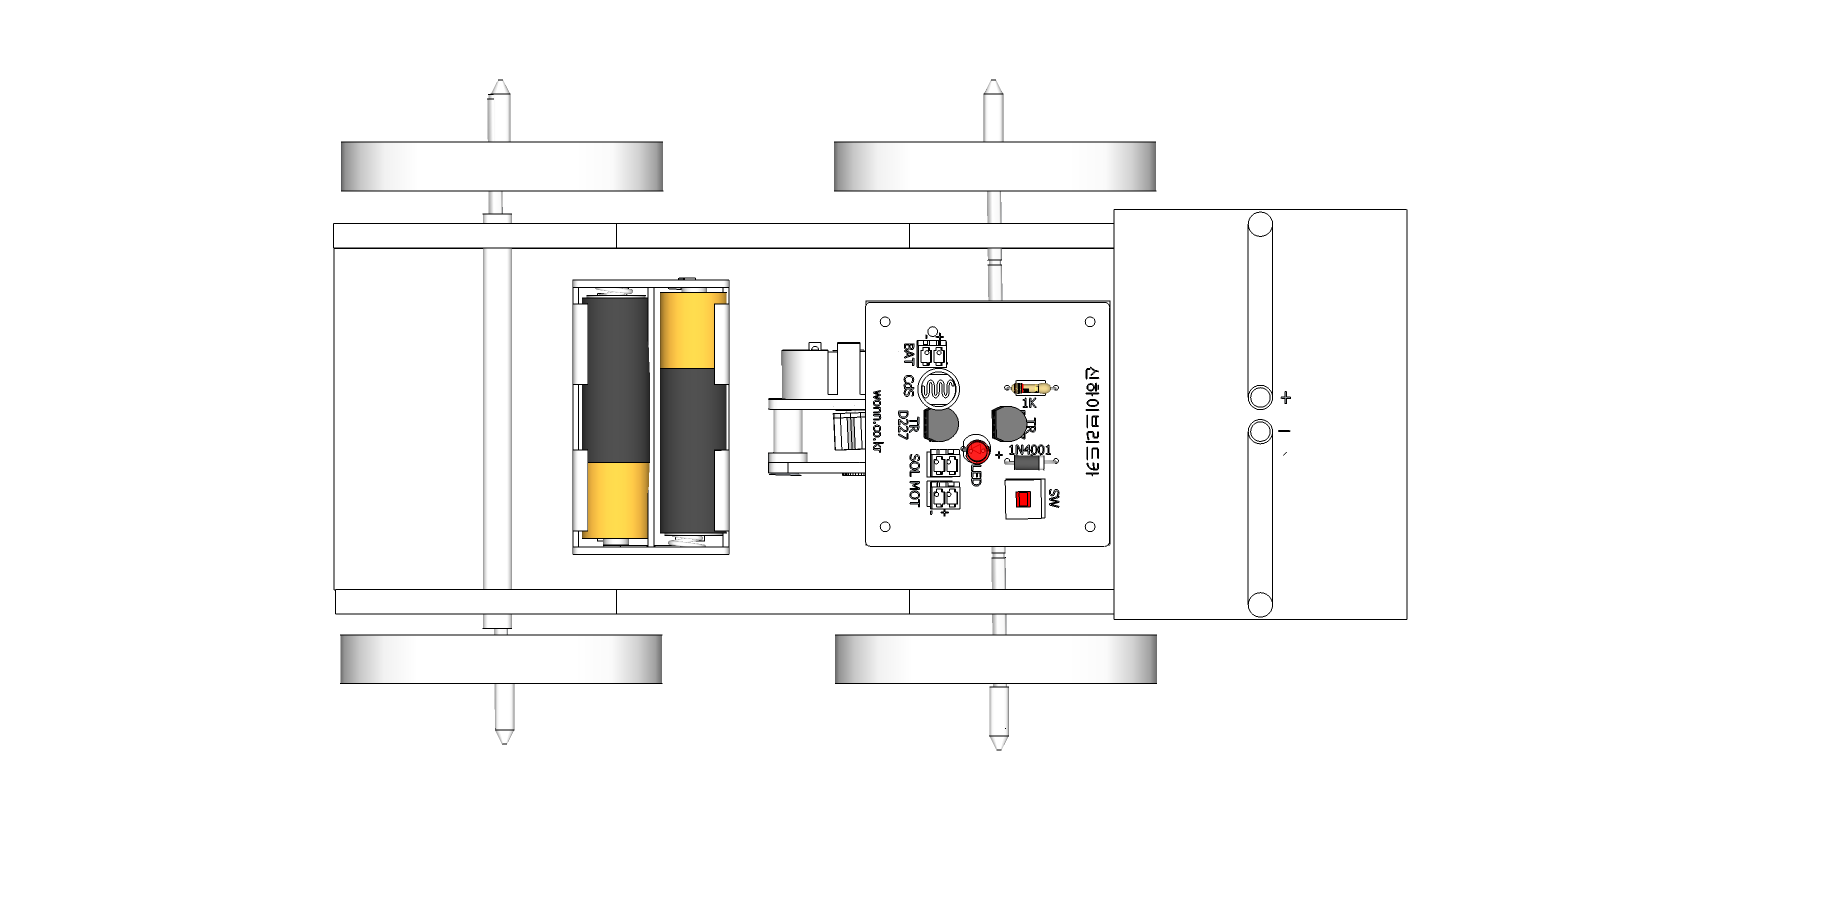 BAT
- +
CdS
TR
D227
SOL
MOT
- +
wonn.co.kr
1K
TR
1N4001
LED
+
SW
+
-